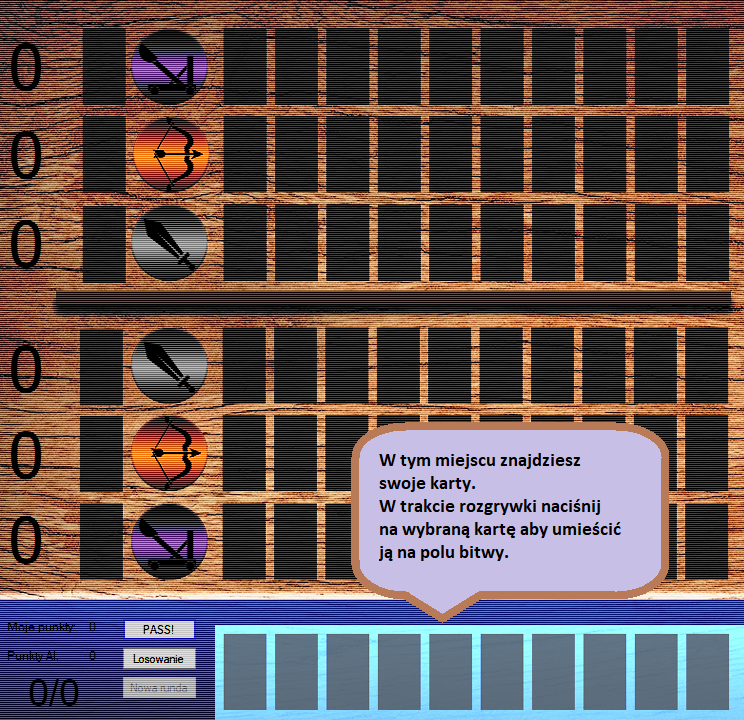 0
0
0
0
0
0
W tym miejscu znajdziesz
swoje karty.
W trakcie rozgrywki naciśnij
na wybraną kartę aby umieścić
ją na polu bitwy.
Moje punkty: 0
PASS!
Punkty AI: 0
Losowanie
0/0
Nowa runda